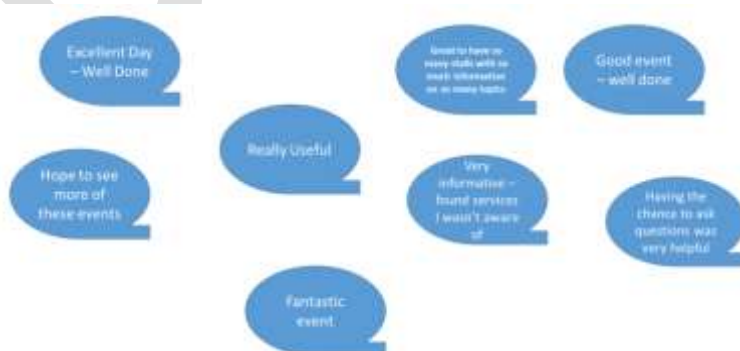 Excellent Day
– Well Done
Great to have so
many stalls with so
much information
on so many topics
Good event
– well done
Really Useful
Hope to see
more of
these events
Very
informative –
found services
I wasn't aware
of
Having the
chance to ask
questions was
very helpful
Fantastic
event